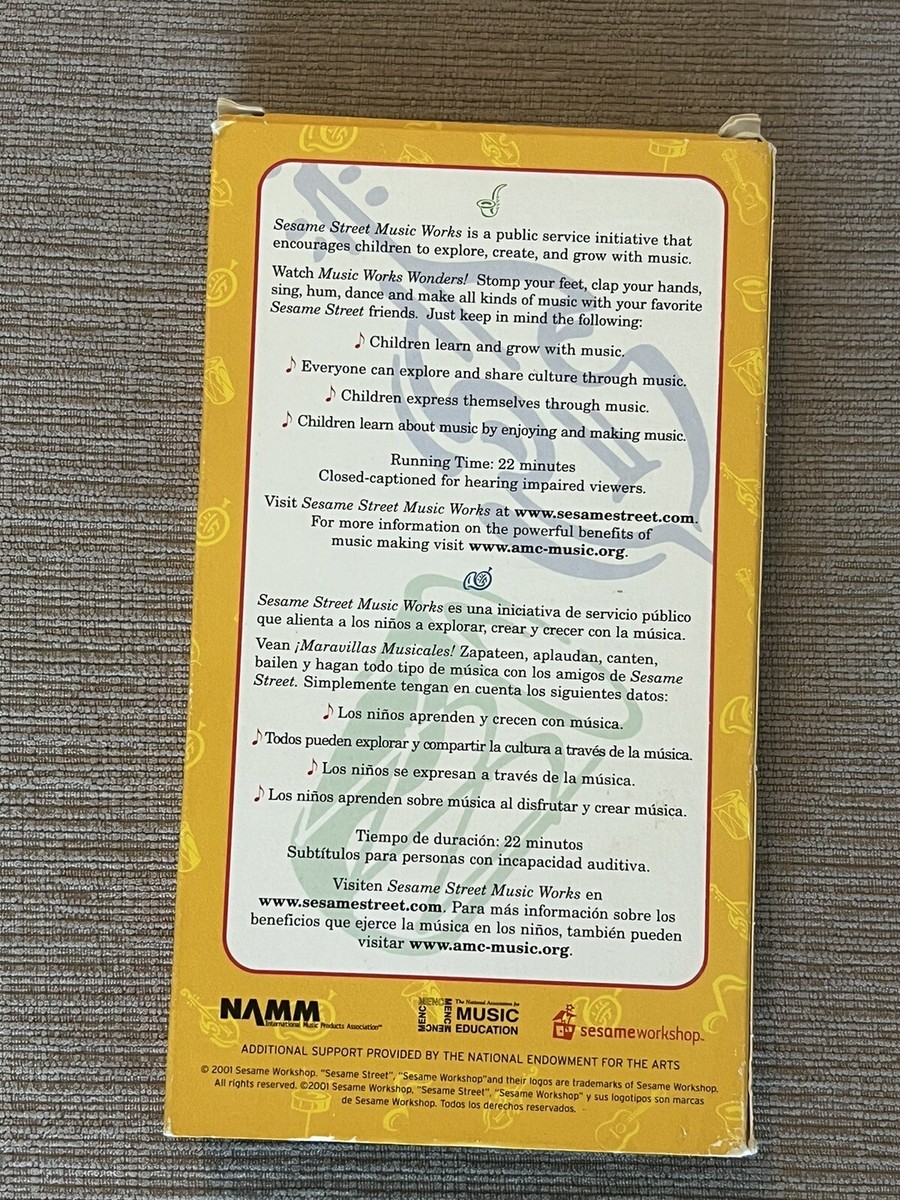 Sesame Street Music Works is a public service initiative that
encourages children to explore, create, and grow with music.
Watch Music Works Wonders! Stomp your feet, clap your hands,
sing, hum, dance and make all kinds of music with your favorite
Sesame Street friends. Just keep in mind the following:
♪ Children learn and grow with music.
♪ Everyone can explore and share culture through music.
♪ Children express themselves through music.
♪ Children learn about music by enjoying and making music.
Running Time: 22 minutes
Closed-captioned for hearing impaired viewers.
Visit Sesame Street Music Works at www.sesamestreet.com.
For more information on the powerful benefits of
music making visit www.amc-music.org.
Sesame Street Music Works es una iniciativa de servicio público
que alienta a los niños a explorar, crear y crecer con la música.
Vean ¡Maravillas Musicales! Zapateen, aplaudan, canten,
bailen y hagan todo tipo de música con los amigos de Sesame
Street. Simplemente tengan en cuenta los siguientes datos:
♪ Los niños aprenden y crecen con música.
♪ Todos pueden explorar y compartir la cultura a través de la música.
♪ Los niños se expresan a través de la música.
♪ Los niños aprenden sobre música al disfrutar y crear música.
Tiempo de duración: 22 minutos
Subtítulos para personas con incapacidad auditiva.
Visiten Sesame Street Music Works en
www.sesamestreet.com. Para más información sobre los
beneficios que ejerce la música en los niños, también pueden
visitar www.amc-music.org.
NAMM
International Music Products Association℠
MENC MENC MENC MENC
The National Association for
MUSIC
EDUCATION
sesameworkshop™
ADDITIONAL SUPPORT PROVIDED BY THE NATIONAL ENDOWMENT FOR THE ARTS
© 2001 Sesame Workshop. "Sesame Street", "Sesame Workshop"and their logos are trademarks of Sesame Workshop.
All rights reserved. ©2001 Sesame Workshop. "Sesame Street", "Sesame Workshop" y sus logotipos son marcas
de Sesame Workshop. Todos los derechos reservados.